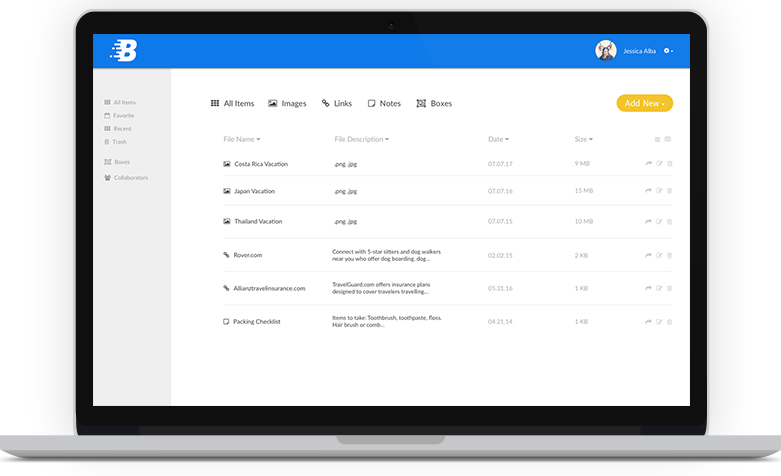 B
Jessica Alba
All Items
Favorite
Recent
Trash
Boxes
Collaborators
All Items Images Links Notes Boxes
Add New
File Name File Description Date Size
Costa Rica Vacation .png .jpg 07.07.17 9 MB
Japan Vacation .png .jpg 07.07.16 15 MB
Thailand Vacation .png .jpg 07.07.15 10 MB
Rover.com Connect with 5-star sitters and dog walkers
near you who offer dog boarding, dog... 02.02.15 2 KB
Allianztravelinsurance.com TravelGuard.com offers insurance plans
designed to cover travelers travelling... 05.31.16 1 KB
Packing Checklist Items to take: Toothbrush, toothpaste, floss.
Hair brush or comb... 04.21.14 1 KB